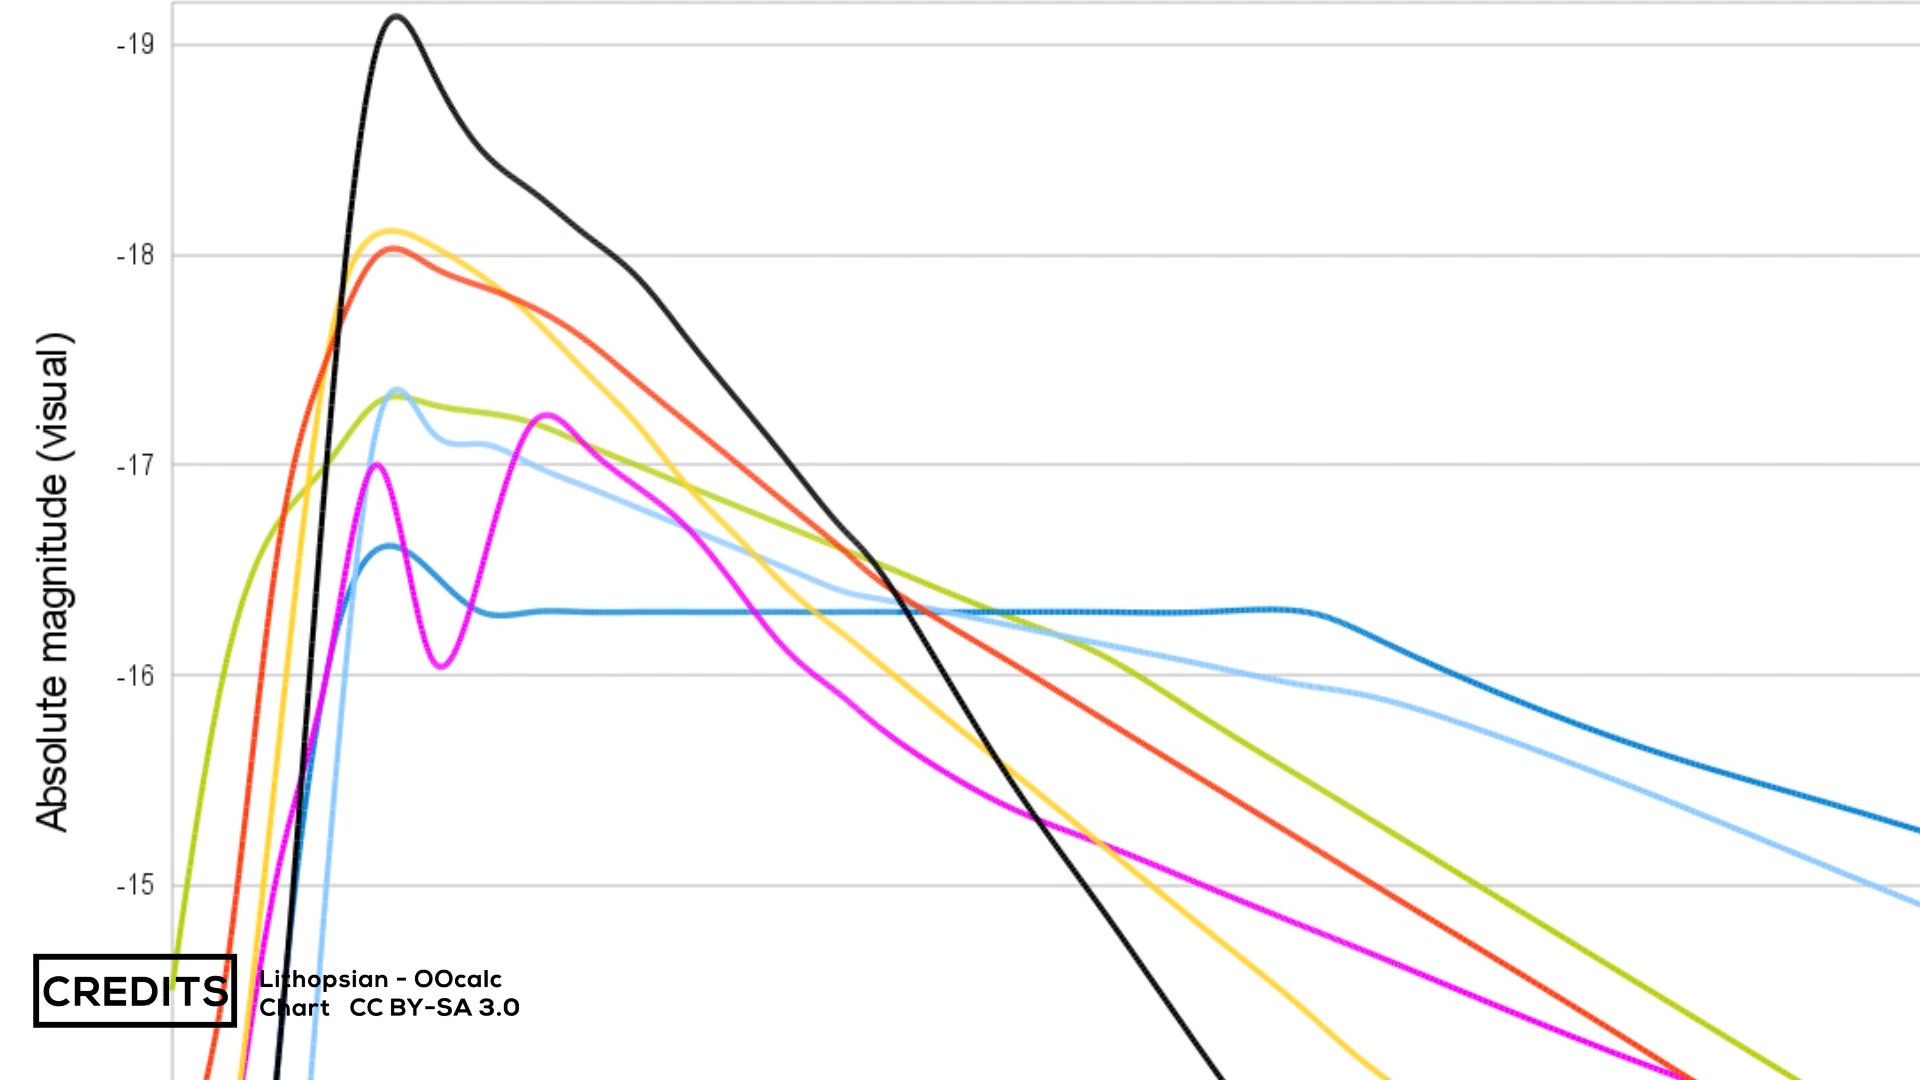 -19
-18
-17
-16
-15
Absolute magnitude (visual)
CREDITS
Lithopsian - OOcalc
Chart CC BY-SA 3.0